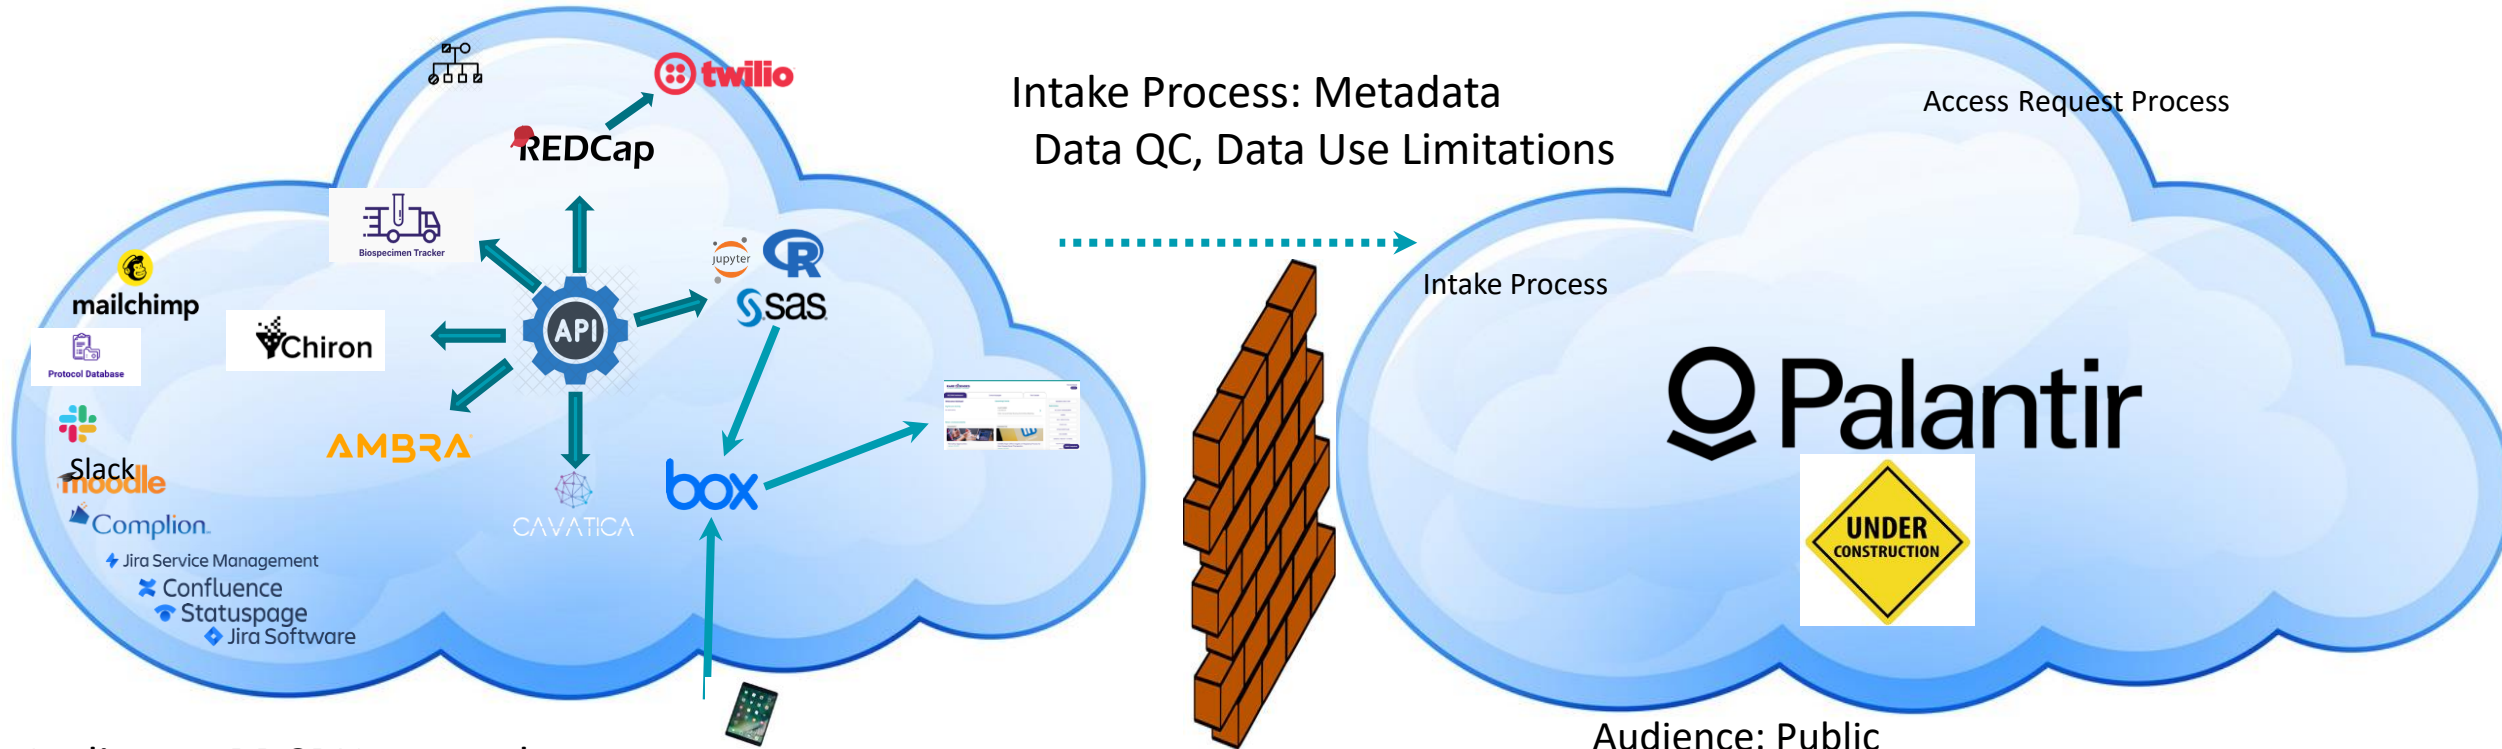 twilio
REDCap
Intake Process: Metadata
Data QC, Data Use Limitations
Access Request Process
Biospecimen Tracker
jupyter
R
mailchimp
sas
Intake Process
API
Chiron
Protocol Database
AMBRA
Palantir
Slack
moodle
box
Complion
CAVATICA
UNDER
CONSTRUCTION
Jira Service Management
Confluence
Statuspage
Jira Software
Audience: Public